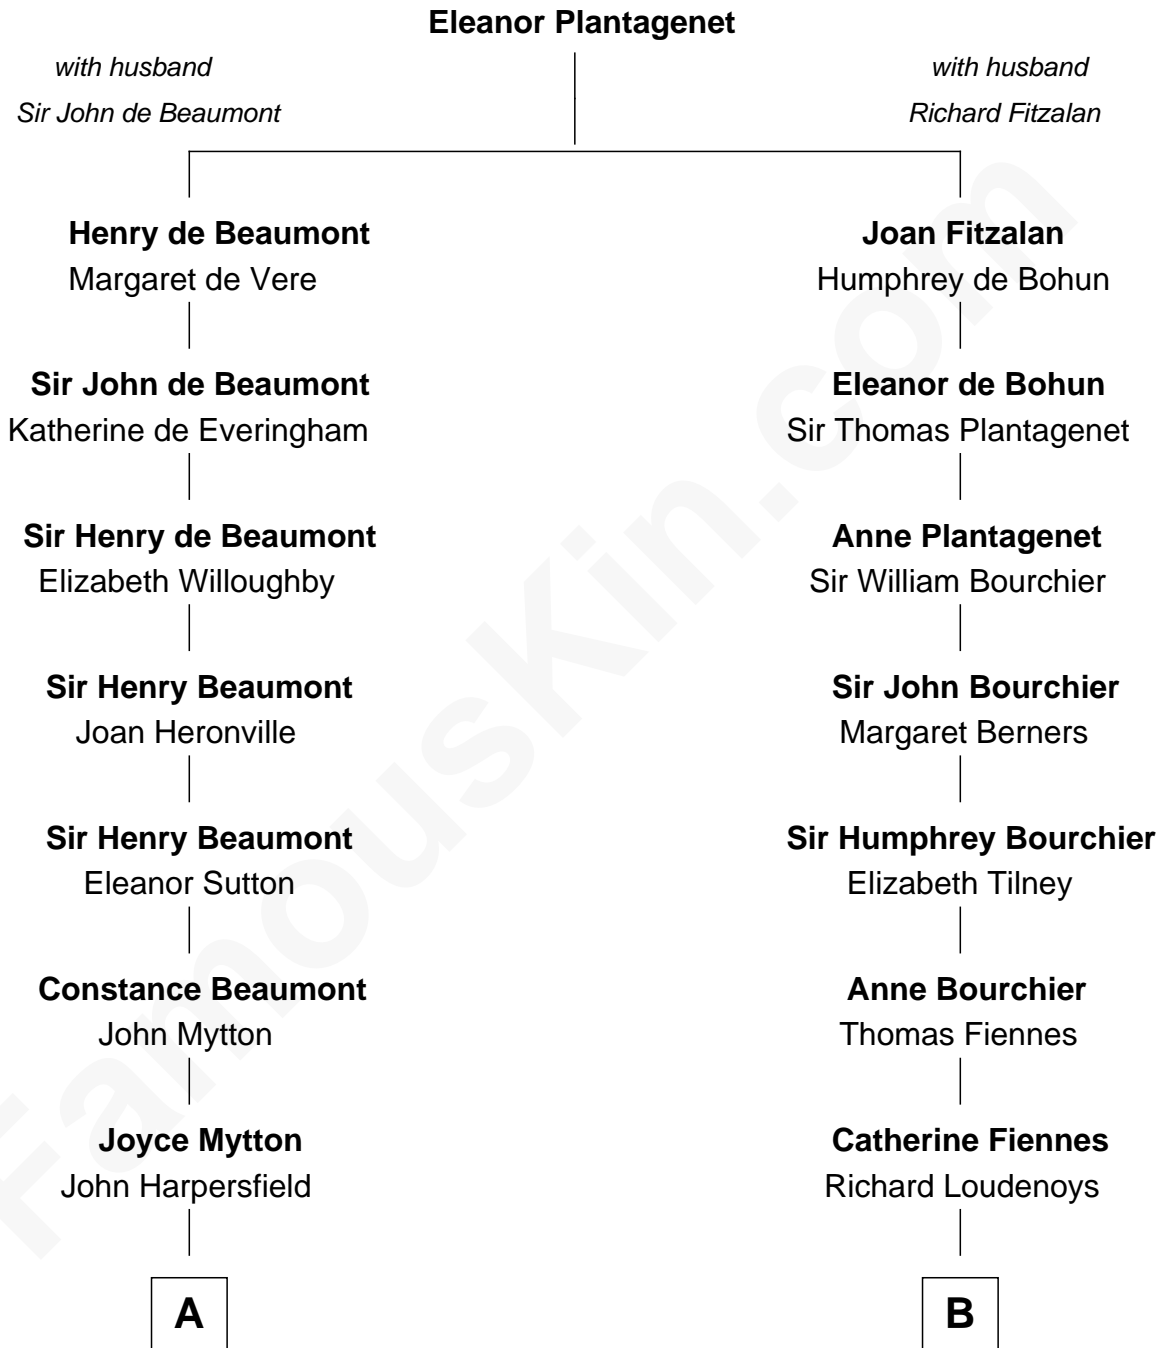 Eleanor Plantagenet
with husband
Sir John de Beaumont
with husband
Richard Fitzalan
Henry de Beaumont
Margaret de Vere
Joan Fitzalan
Humphrey de Bohun
Sir John de Beaumont
Katherine de Everingham
Eleanor de Bohun
Sir Thomas Plantagenet
Sir Henry de Beaumont
Elizabeth Willoughby
Anne Plantagenet
Sir William Bourchier
Sir Henry Beaumont
Joan Heronville
Sir John Bourchier
Margaret Berners
Sir Henry Beaumont
Eleanor Sutton
Sir Humphrey Bourchier
Elizabeth Tilney
Constance Beaumont
John Mytton
Anne Bourchier
Thomas Fiennes
Joyce Mytton
John Harpersfield
Catherine Fiennes
Richard Loudenoys
A
B
FamousKin.com